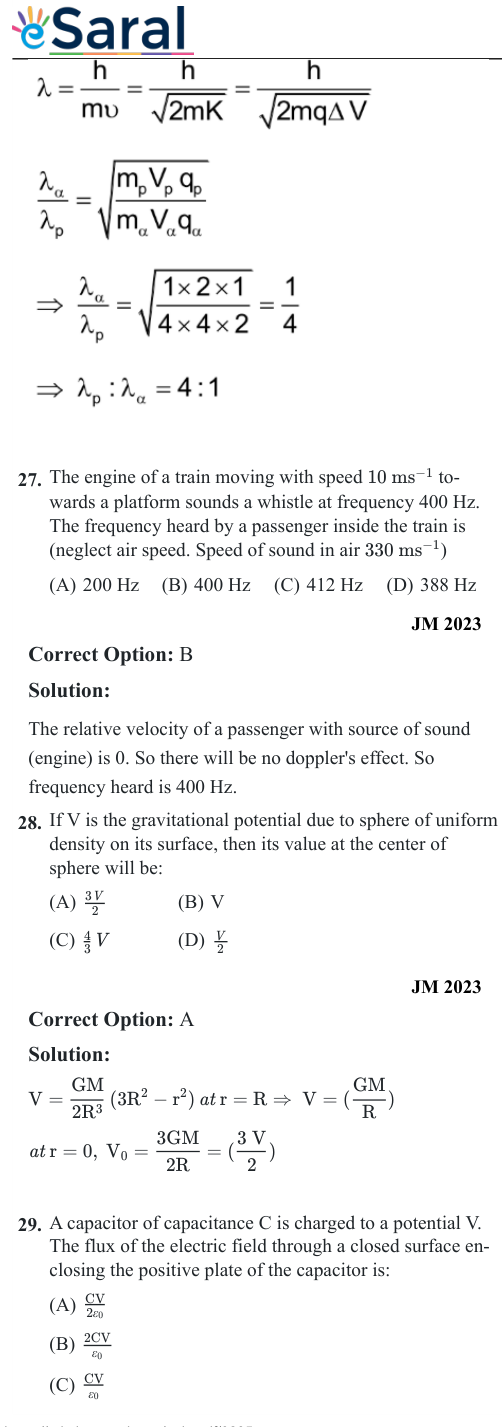 eSaral
λ = h/mυ = h/√2mK = h/√2mqΔV
λα/λp = √mpVp qp/mαVαqα
⇒ λα/λp = √1×2×1/4×4×2 = 1/4
⇒ λp : λα = 4 : 1
27. The engine of a train moving with speed 10 ms⁻¹ to-
wards a platform sounds a whistle at frequency 400 Hz.
The frequency heard by a passenger inside the train is
(neglect air speed. Speed of sound in air 330 ms⁻¹)
(A) 200 Hz (B) 400 Hz (C) 412 Hz (D) 388 Hz
JM 2023
Correct Option: B
Solution:
The relative velocity of a passenger with source of sound
(engine) is 0. So there will be no doppler's effect. So
frequency heard is 400 Hz.
28. If V is the gravitational potential due to sphere of uniform
density on its surface, then its value at the center of
sphere will be:
(A) 3V/2 (B) V
(C) 4/3 V (D) V/2
JM 2023
Correct Option: A
Solution:
V = GM/2R³ (3R² − r²) at r = R ⇒ V = (GM/R)
at r = 0, V₀ = 3GM/2R = (3 V/2)
29. A capacitor of capacitance C is charged to a potential V.
The flux of the electric field through a closed surface en-
closing the positive plate of the capacitor is:
(A) CV/2ε₀
(B) 2CV/ε₀
(C) CV/ε₀